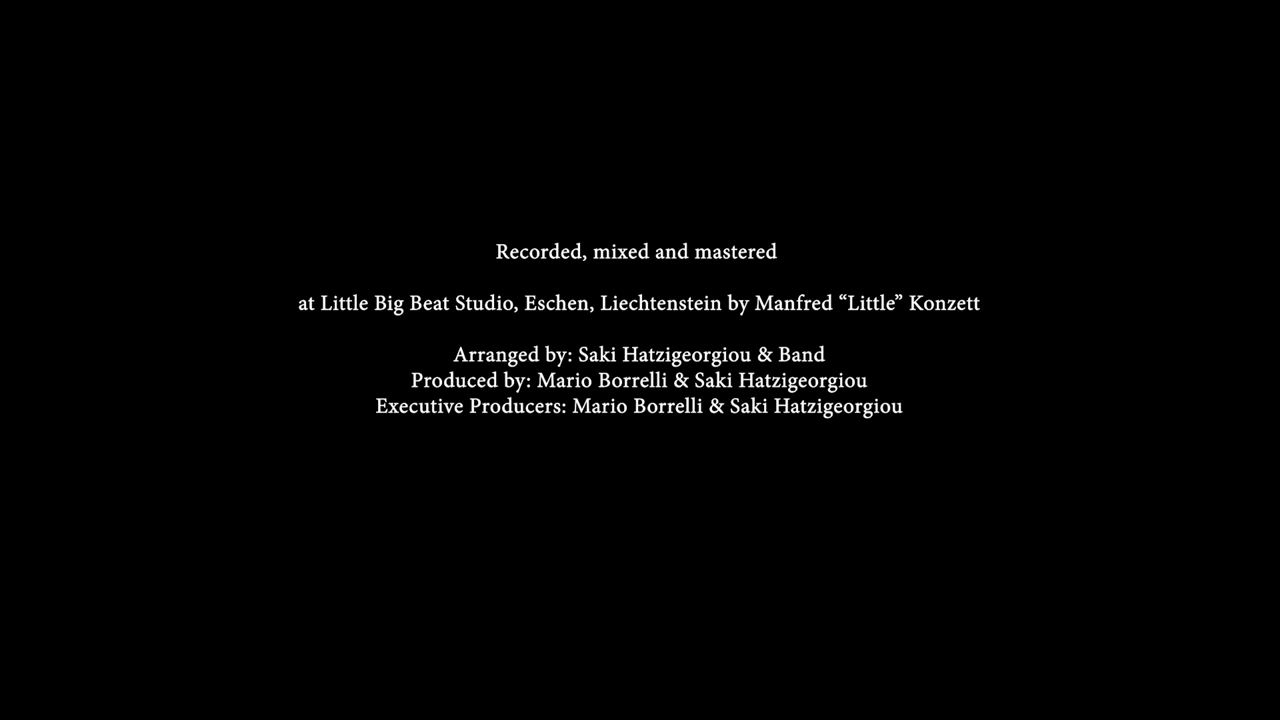 Recorded, mixed and mastered
at Little Big Beat Studio, Eschen, Liechtenstein by Manfred “Little” Konzett
Arranged by: Saki Hatzigeorgiou & Band
Produced by: Mario Borrelli & Saki Hatzigeorgiou
Executive Producers: Mario Borrelli & Saki Hatzigeorgiou